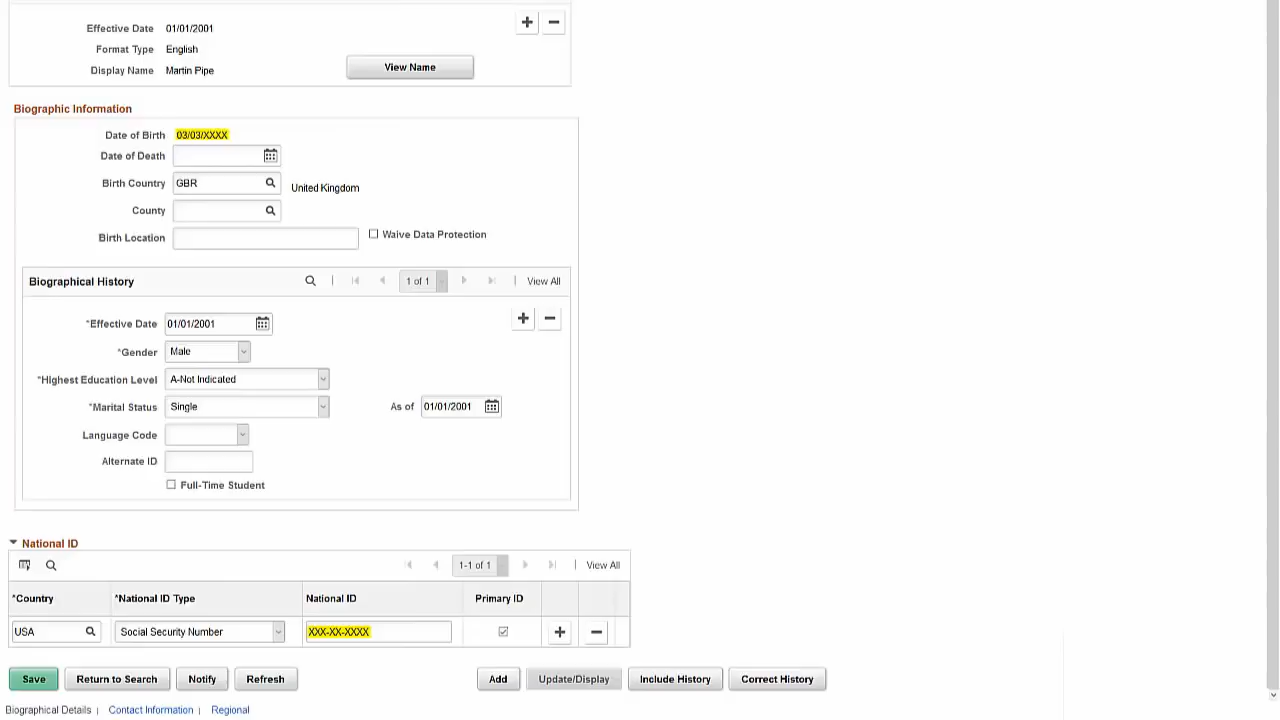 Effective Date 01/01/2001
Format Type English
Display Name Martin Pipe
View Name
Biographic Information
Date of Birth 03/03/XXXX
Date of Death
Birth Country GBR United Kingdom
County
Birth Location Waive Data Protection
Biographical History 1 of 1 View All
*Effective Date 01/01/2001
*Gender Male
*Highest Education Level A-Not Indicated
*Marital Status Single As of 01/01/2001
Language Code
Alternate ID
Full-Time Student
National ID
1-1 of 1 View All
*Country *National ID Type National ID Primary ID
USA Social Security Number XXX-XX-XXXX
Save Return to Search Notify Refresh Add Update/Display Include History Correct History
Biographical Details | Contact Information | Regional